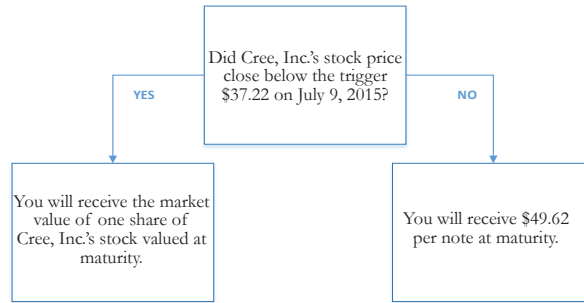 Did Cree, Inc.'s stock price
close below the trigger
$37.22 on July 9, 2015?
YES
NO
You will receive the market
value of one share of
Cree, Inc.'s stock valued at
maturity.
You will receive $49.62
per note at maturity.